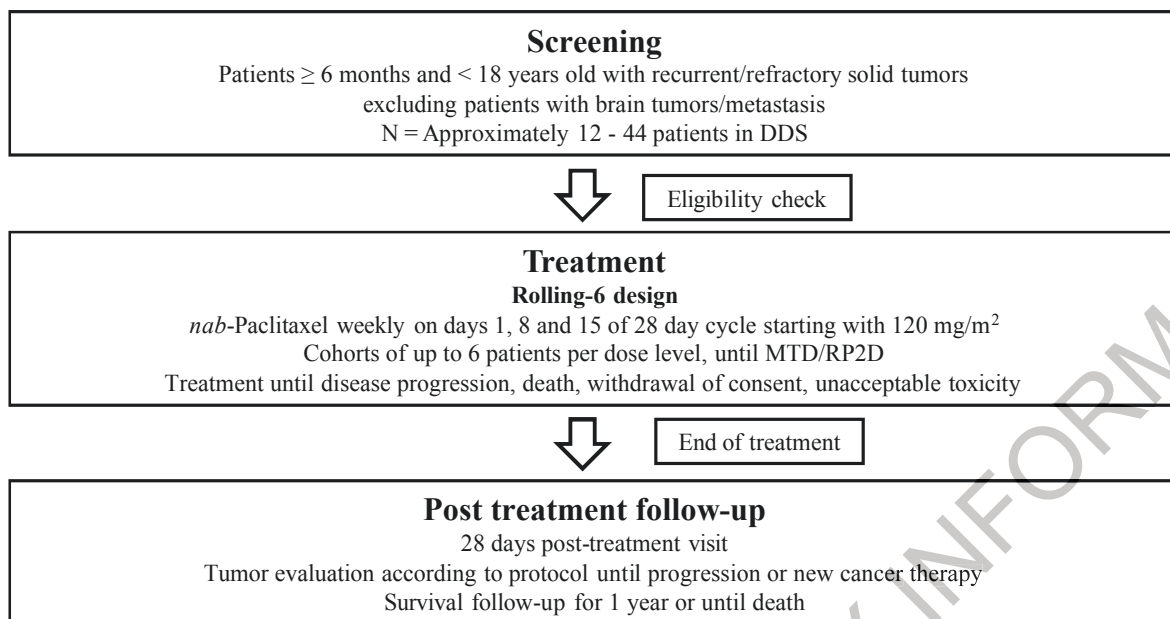 Screening
Patients ≥ 6 months and < 18 years old with recurrent/refractory solid tumors
excluding patients with brain tumors/metastasis
N = Approximately 12 - 44 patients in DDS
Eligibility check
Treatment
Rolling-6 design
nab-Paclitaxel weekly on days 1, 8 and 15 of 28 day cycle starting with 120 mg/m²
Cohorts of up to 6 patients per dose level, until MTD/RP2D
Treatment until disease progression, death, withdrawal of consent, unacceptable toxicity
End of treatment
Post treatment follow-up
28 days post-treatment visit
Tumor evaluation according to protocol until progression or new cancer therapy
Survival follow-up for 1 year or until death